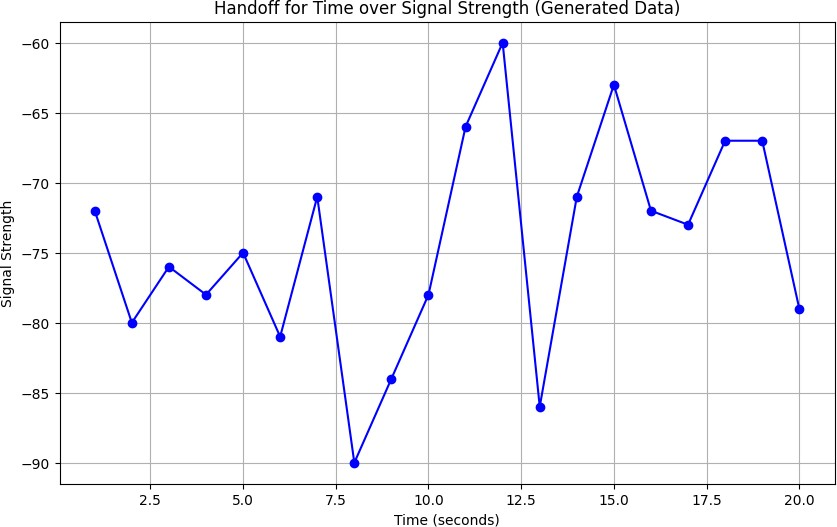 Handoff for Time over Signal Strength (Generated Data)
Signal Strength
−60
−65
−70
−75
−80
−85
−90
2.5 5.0 7.5 10.0 12.5 15.0 17.5 20.0
Time (seconds)